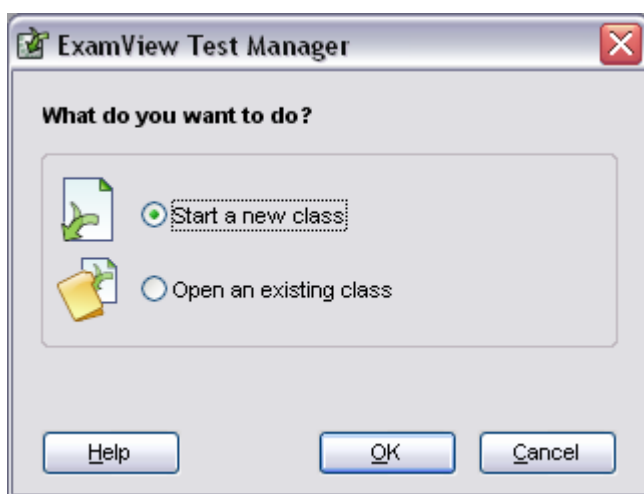 ExamView Test Manager
What do you want to do?
Start a new class
Open an existing class
Help OK Cancel